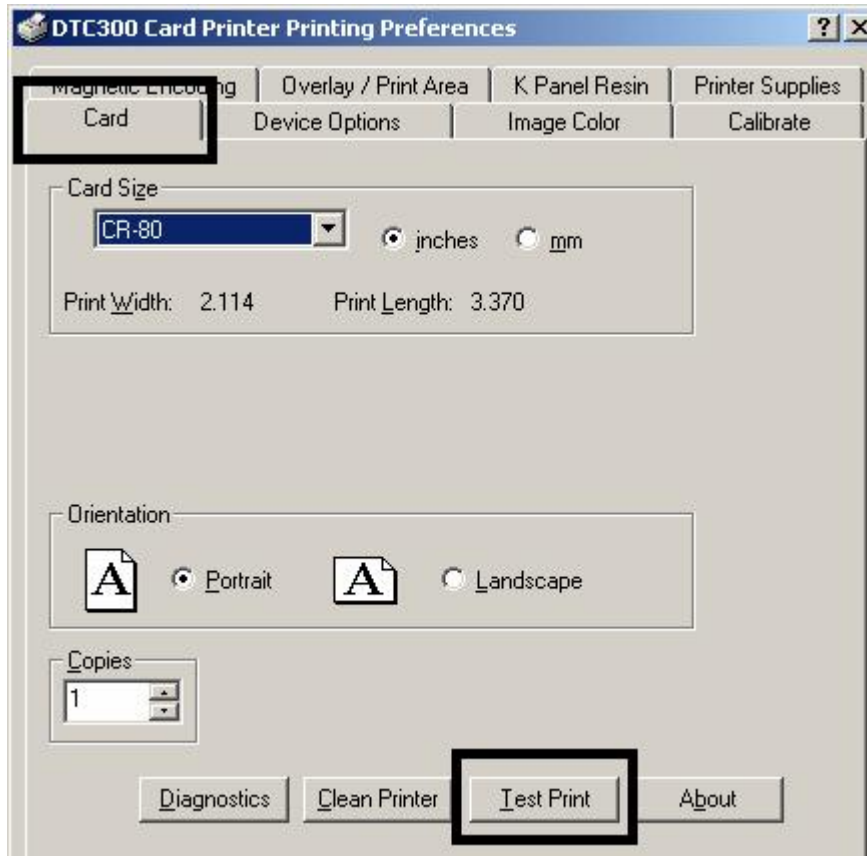 DTC300 Card Printer Printing Preferences
Magnetic Encoding Overlay / Print Area K Panel Resin Printer Supplies
Card Device Options Image Color Calibrate
Card Size
CR-80 inches mm
Print Width: 2.114 Print Length: 3.370
Orientation
A Portrait A Landscape
Copies
1
Diagnostics Clean Printer Test Print About